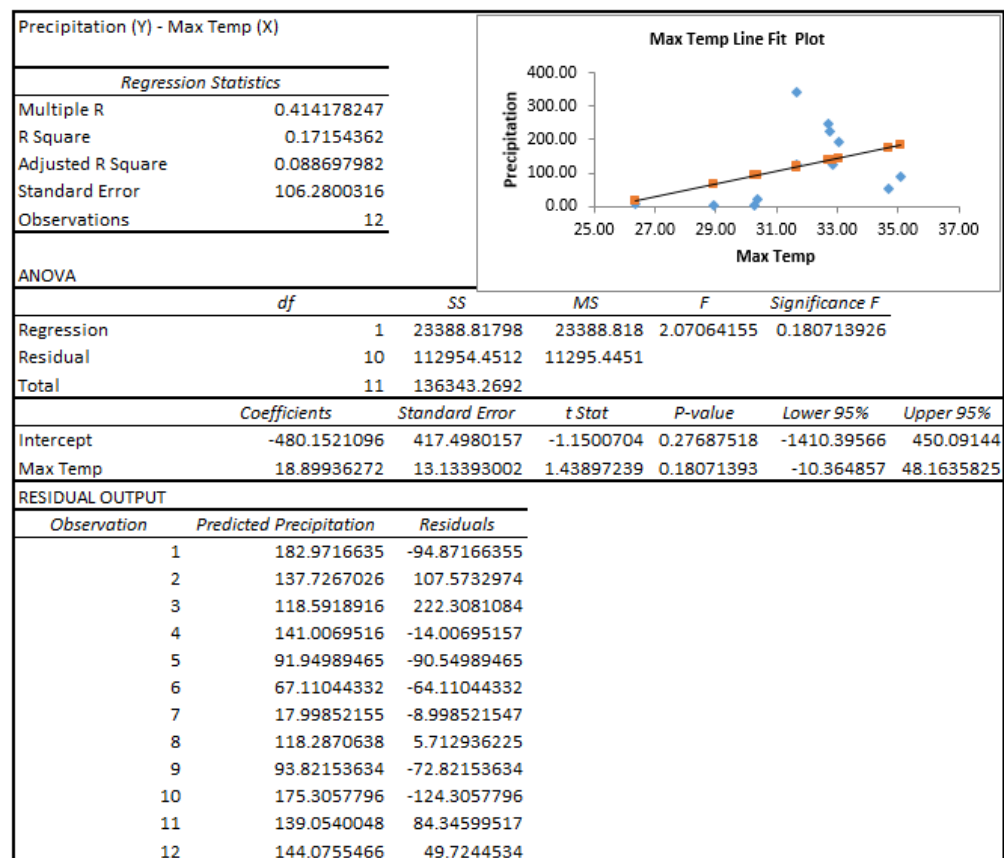 Precipitation (Y) - Max Temp (X)
Regression Statistics
Multiple R 0.414178247
R Square 0.17154362
Adjusted R Square 0.088697982
Standard Error 106.2800316
Observations 12
Max Temp Line Fit Plot
Precipitation
400.00
300.00
200.00
100.00
0.00
25.00 27.00 29.00 31.00 33.00 35.00 37.00
Max Temp
ANOVA
df SS MS F Significance F
Regression 1 23388.81798 23388.818 2.07064155 0.180713926
Residual 10 112954.4512 11295.4451
Total 11 136343.2692
Coefficients Standard Error t Stat P-value Lower 95% Upper 95%
Intercept -480.1521096 417.4980157 -1.1500704 0.27687518 -1410.39566 450.09144
Max Temp 18.89936272 13.13393002 1.43897239 0.18071393 -10.364857 48.1635825
RESIDUAL OUTPUT
Observation Predicted Precipitation Residuals
1 182.9716635 -94.87166355
2 137.7267026 107.5732974
3 118.5918916 222.3081084
4 141.0069516 -14.00695157
5 91.94989465 -90.54989465
6 67.11044332 -64.11044332
7 17.99852155 -8.998521547
8 118.2870638 5.712936225
9 93.82153634 -72.82153634
10 175.3057796 -124.3057796
11 139.0540048 84.34599517
12 144.0755466 49.7244534